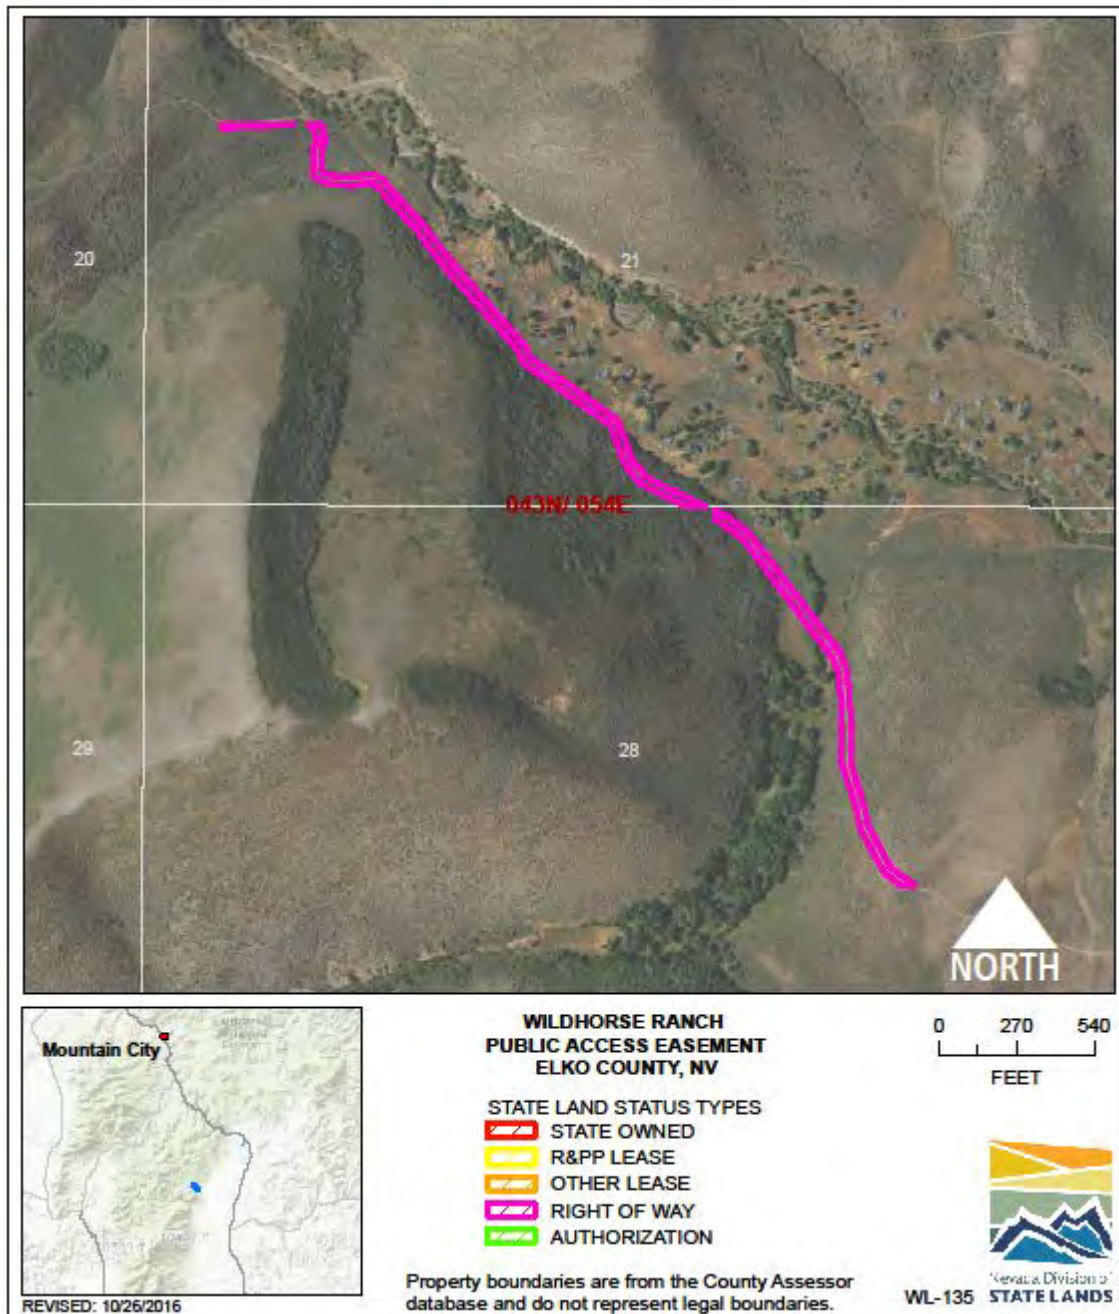 20
21
043N/ 054E
29
28
NORTH
Mountain City
REVISED: 10/26/2016
WILDHORSE RANCH
PUBLIC ACCESS EASEMENT
ELKO COUNTY, NV
STATE LAND STATUS TYPES
STATE OWNED
R&PP LEASE
OTHER LEASE
RIGHT OF WAY
AUTHORIZATION
Property boundaries are from the County Assessor
database and do not represent legal boundaries.
0 270 540
FEET
Nevada Division of
WL-135 STATE LANDS